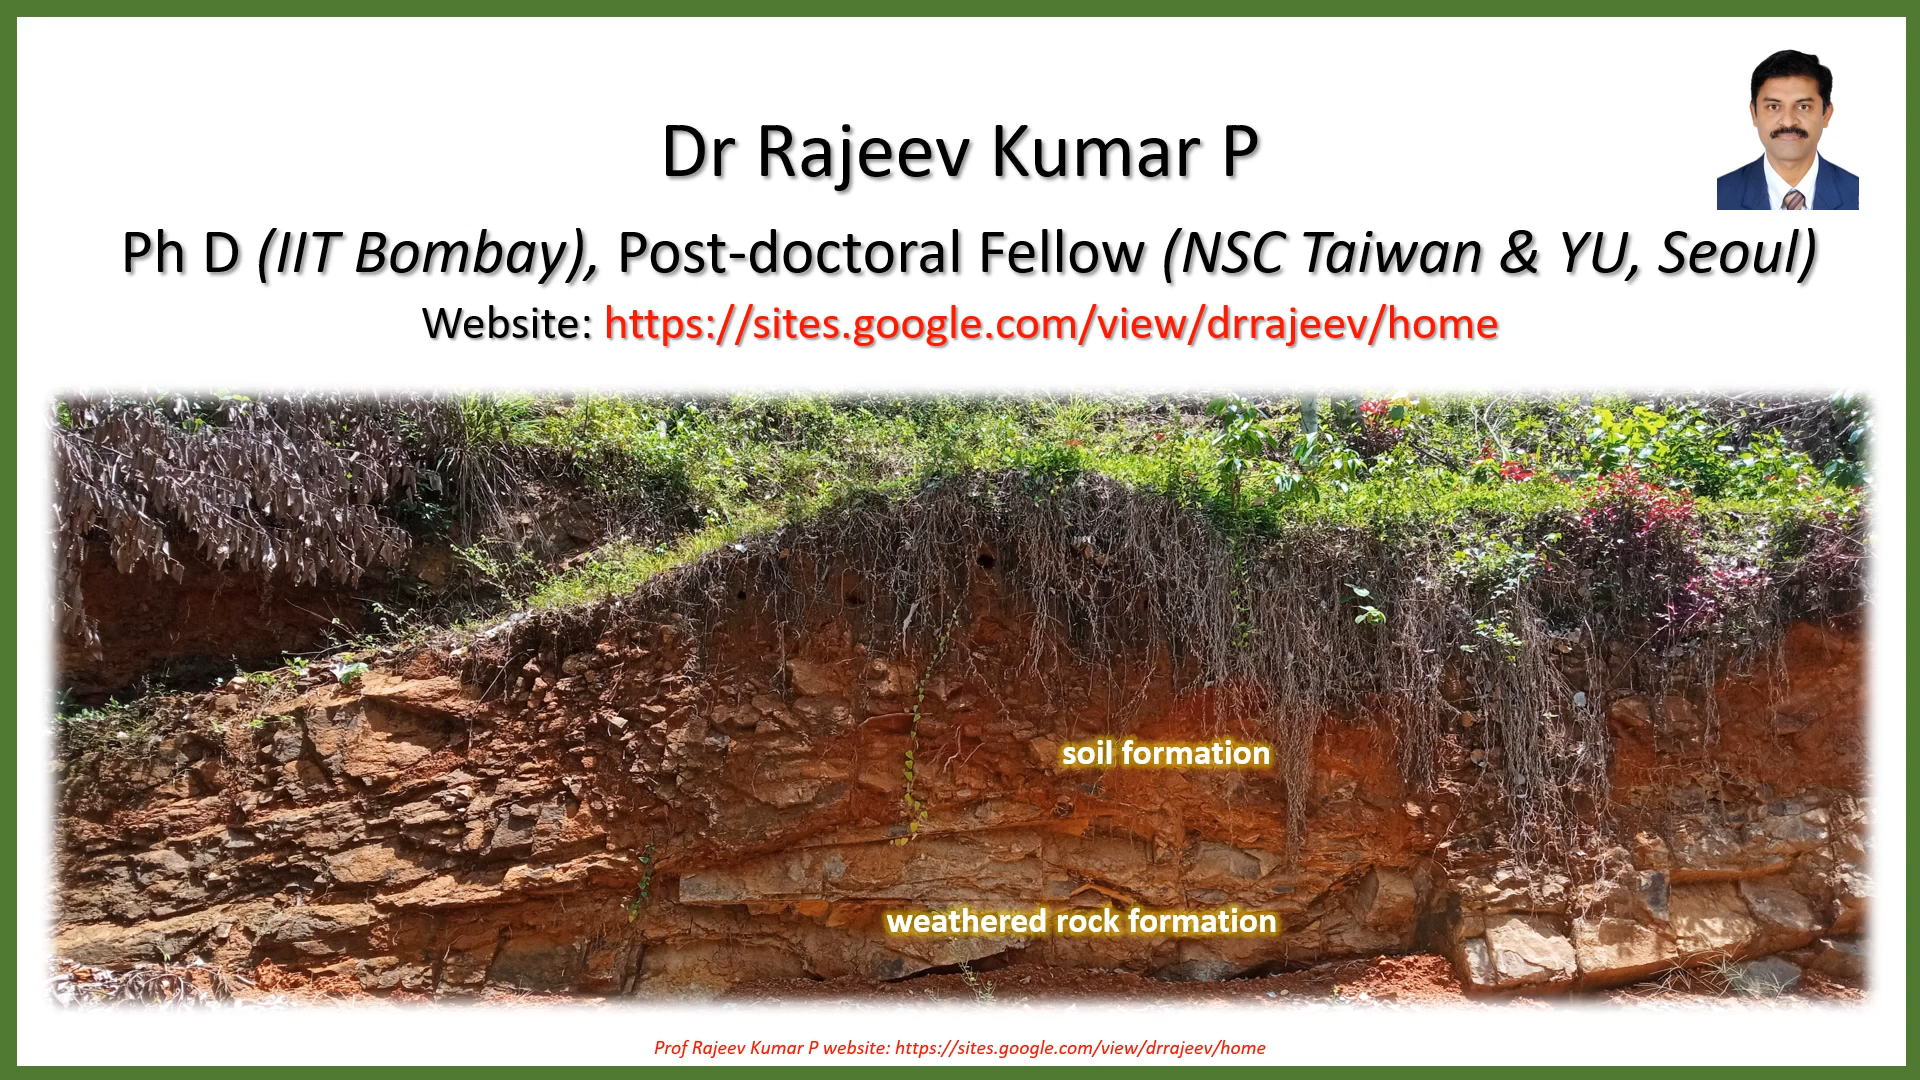 Dr Rajeev Kumar P
Ph D (IIT Bombay), Post-doctoral Fellow (NSC Taiwan & YU, Seoul)
Website: https://sites.google.com/view/drrajeev/home
soil formation
weathered rock formation
Prof Rajeev Kumar P website: https://sites.google.com/view/drrajeev/home